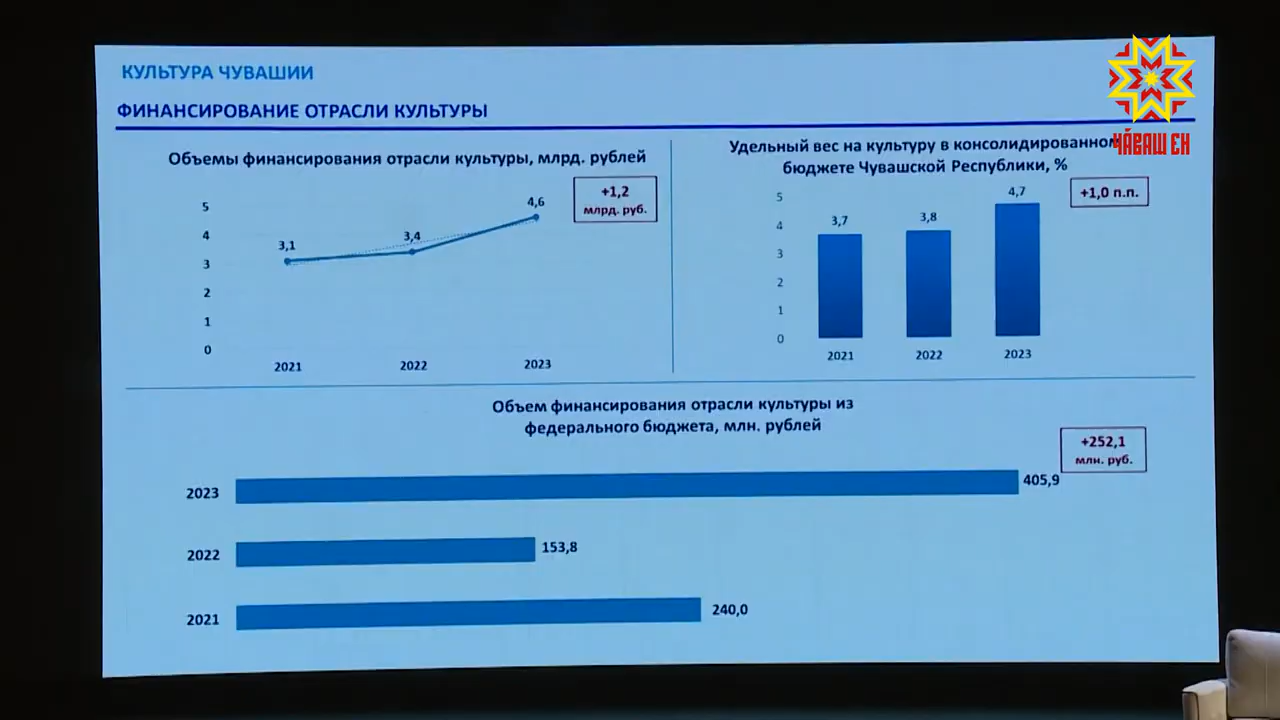 КУЛЬТУРА ЧУВАШИИ
ФИНАНСИРОВАНИЕ ОТРАСЛИ КУЛЬТУРЫ
ЧӐВАШ ЕН
Объемы финансирования отрасли культуры, млрд. рублей
+1,2
млрд. руб.
5
4
3
2
1
0
3,1
3,4
4,6
2021
2022
2023
Удельный вес на культуру в консолидированном
бюджете Чувашской Республики, %
+1,0 п.п.
5
4
3
2
1
0
3,7
3,8
4,7
2021
2022
2023
Объем финансирования отрасли культуры из
федерального бюджета, млн. рублей
+252,1
млн. руб.
2023
405,9
2022
153,8
2021
240,0